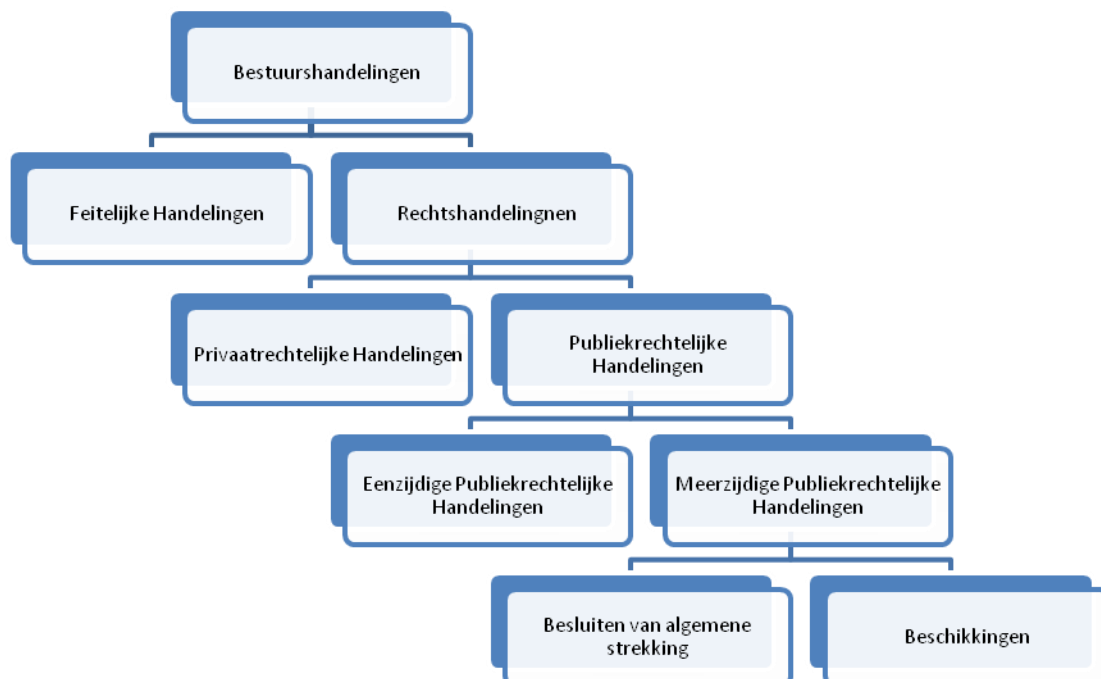 Bestuurshandelingen
Feitelijke Handelingen
Rechtshandelingnen
Privaatrechtelijke Handelingen
Publiekrechtelijke
Handelingen
Eenzijdige Publiekrechtelijke
Handelingen
Meerzijdige Publiekrechtelijke
Handelingen
Besluiten van algemene
strekking
Beschikkingen